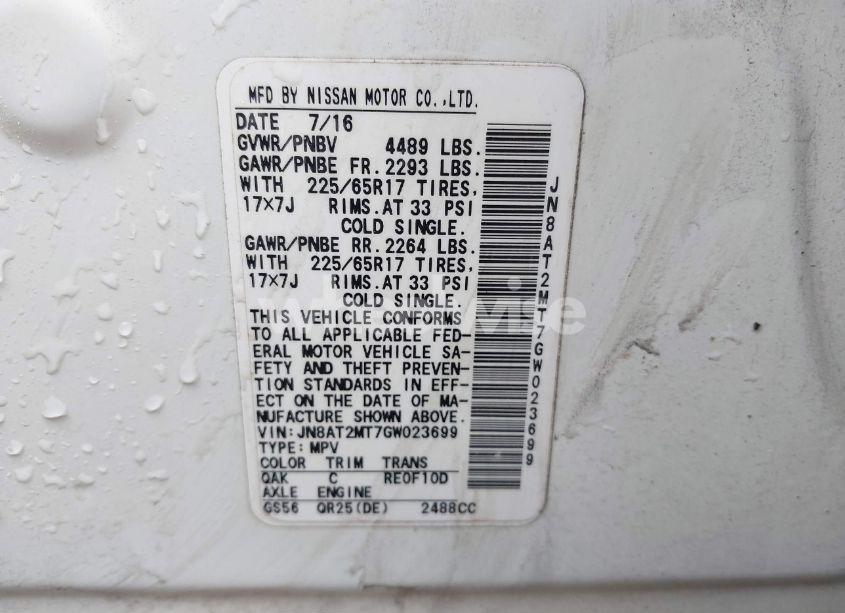 MFD BY NISSAN MOTOR CO.,LTD.
DATE 7/16
GVWR/PNBV 4489 LBS.
GAWR/PNBE FR. 2293 LBS.
WITH 225/65R17 TIRES,
17×7J RIMS. AT 33 PSI
COLD SINGLE.
GAWR/PNBE RR. 2264 LBS.
WITH 225/65R17 TIRES,
17×7J RIMS. AT 33 PSI
COLD SINGLE.
THIS VEHICLE CONFORMS
TO ALL APPLICABLE FED-
ERAL MOTOR VEHICLE SA-
FETY AND THEFT PREVEN-
TION STANDARDS IN EFF-
ECT ON THE DATE OF MA-
NUFACTURE SHOWN ABOVE.
VIN:JN8AT2MT7GW023699
TYPE:MPV
COLOR TRIM TRANS
QAK C RE0F10D
AXLE ENGINE
GS56 QR25(DE) 2488CC
JN8AT2MT7GW023699